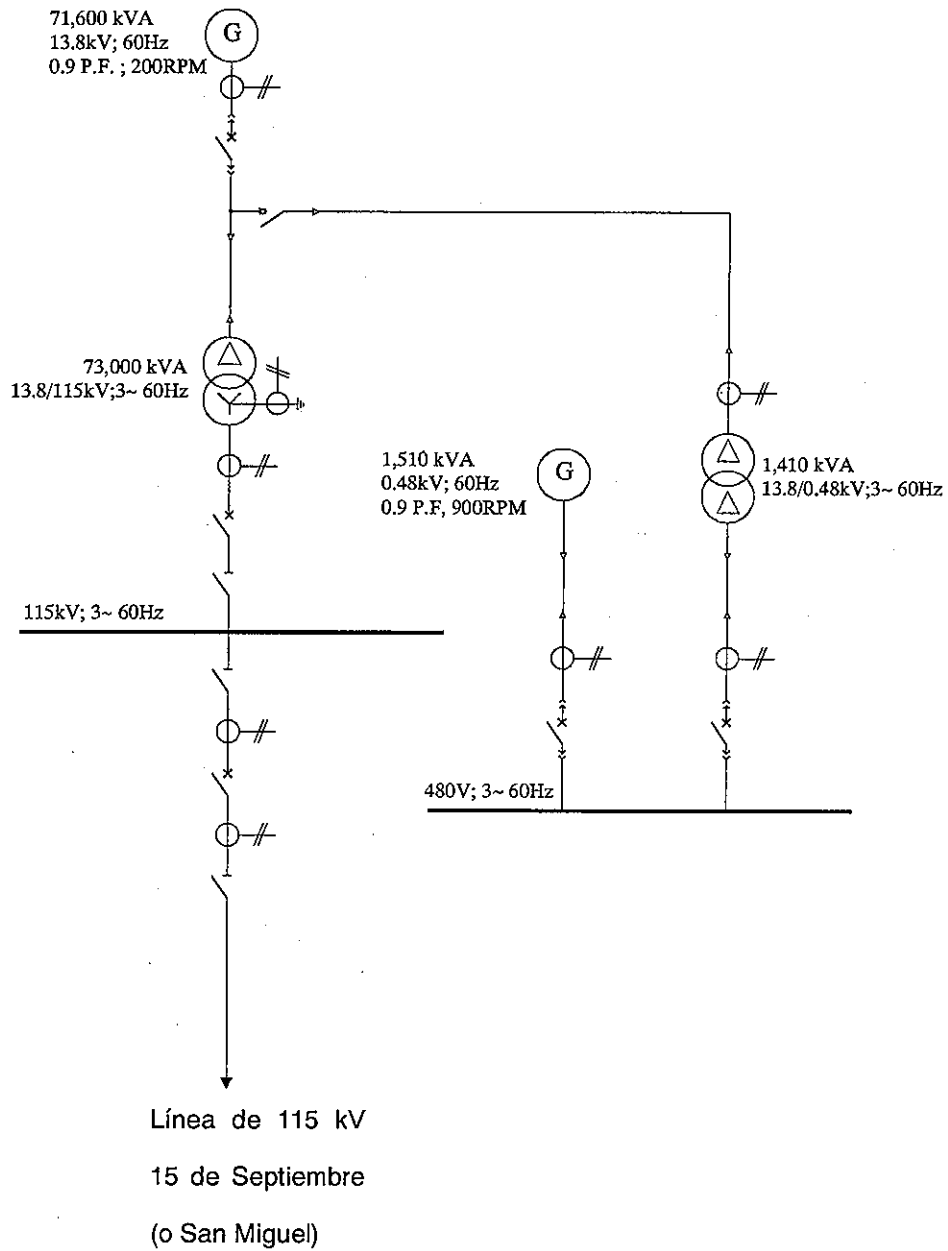 71,600 kVA
13.8kV; 60Hz
0.9 P.F. ; 200RPM
G
73,000 kVA
13.8/115kV;3~ 60Hz
1,510 kVA
0.48kV; 60Hz
0.9 P.F, 900RPM
G
1,410 kVA
13.8/0.48kV;3~ 60Hz
115kV; 3~ 60Hz
480V; 3~ 60Hz
Línea de 115 kV
15 de Septiembre
(o San Miguel)